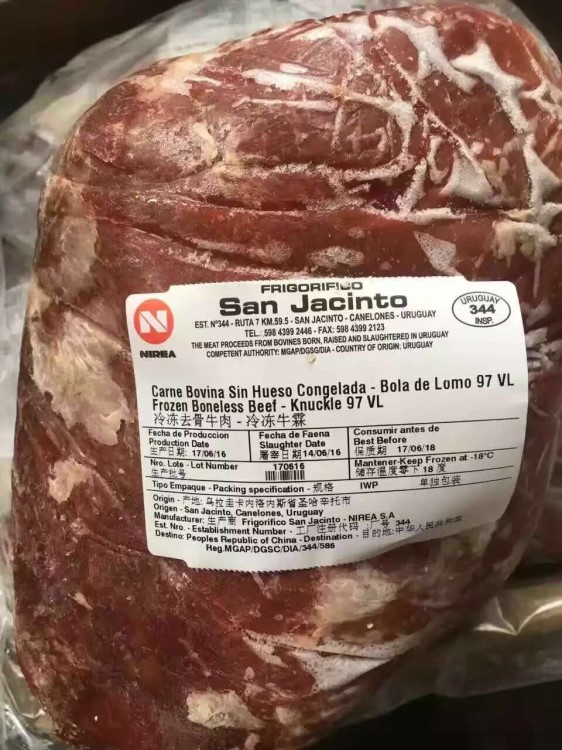 FRIGORIFICO
San Jacinto
NIREA
EST. Nº344 - RUTA 7 KM.59.5 - SAN JACINTO - CANELONES - URUGUAY
TEL.: 598 4399 2446 - FAX: 598 4399 2123
THE MEAT PROCEEDS FROM BOVINES BORN, RAISED AND SLAUGHTERED IN URUGUAY
COMPETENT AUTHORITY: MGAP/DGSG/DIA - COUNTRY OF ORIGIN: URUGUAY
URUGUAY
344
INSP.
Carne Bovina Sin Hueso Congelada - Bola de Lomo 97 VL
Frozen Boneless Beef - Knuckle 97 VL
冷冻去骨牛肉 - 冷冻牛霖
Fecha de Produccion
Production Date
生产日期: 17/06/16
Fecha de Faena
Slaughter Date
屠宰日期 14/06/16
Consumir antes de
Best Before
保质期 17/06/18
Nro. Lote - Lot Number
生产批号
170616
Mantener-Keep Frozen at -18°C
储存温度零下 18 度
Tipo Empaque - Packing specification - 规格
IWP
单独包装
Origin - 产地: 乌拉圭卡内洛内斯省圣哈辛托市
Origen - San Jacinto, Canelones, Uruguay
Manufacturer: 生产商 Frigorifico San Jacinto - NIREA S.A
Est. Nro. - Establishment Number - 工厂注册代码 - 厂号 344
Destino: Peoples Republic of China - Destination - 目的地:中华人民共和国
Reg.MGAP/DGSC/DIA/344/586